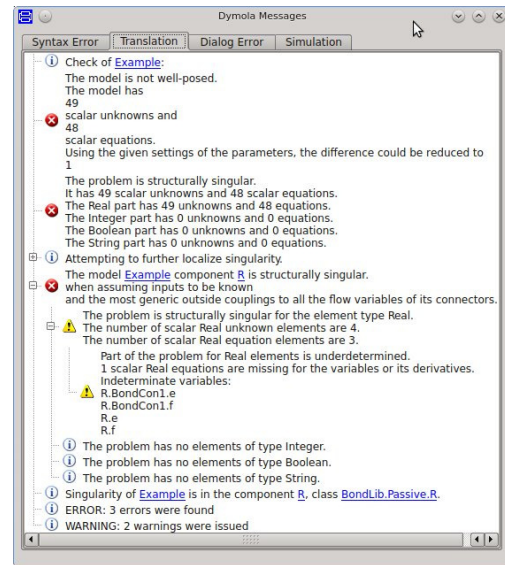 Dymola Messages
Syntax Error Translation Dialog Error Simulation
Check of Example:
The model is not well-posed.
The model has
49
scalar unknowns and
48
scalar equations.
Using the given settings of the parameters, the difference could be reduced to
1
The problem is structurally singular.
It has 49 scalar unknowns and 48 scalar equations.
The Real part has 49 unknowns and 48 equations.
The Integer part has 0 unknowns and 0 equations.
The Boolean part has 0 unknowns and 0 equations.
The String part has 0 unknowns and 0 equations.
Attempting to further localize singularity.
The model Example component R is structurally singular.
when assuming inputs to be known
and the most generic outside couplings to all the flow variables of its connectors.
The problem is structurally singular for the element type Real.
The number of scalar Real unknown elements are 4.
The number of scalar Real equation elements are 3.
Part of the problem for Real elements is underdetermined.
1 scalar Real equations are missing for the variables or its derivatives.
Indeterminate variables:
R.BondCon1.e
R.BondCon1.f
R.e
R.f
The problem has no elements of type Integer.
The problem has no elements of type Boolean.
The problem has no elements of type String.
Singularity of Example is in the component R, class BondLib.Passive.R.
ERROR: 3 errors were found
WARNING: 2 warnings were issued